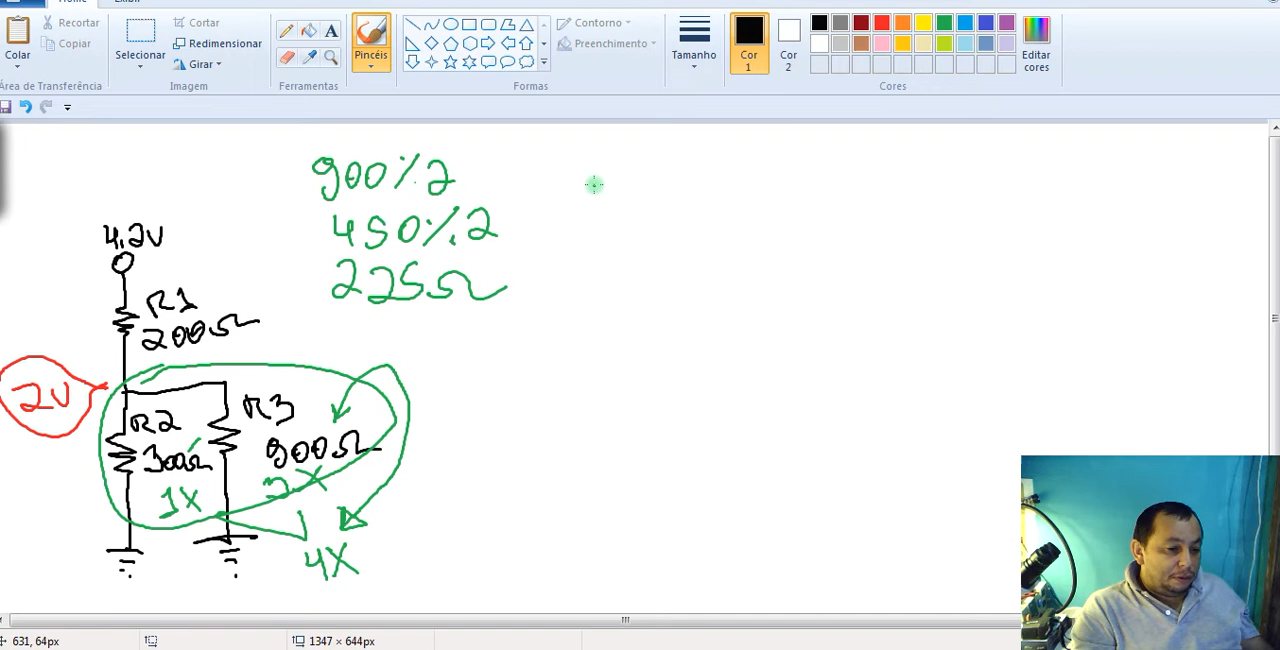 Home
Exibir
Colar
Recortar
Copiar
Área de Transferência
Selecionar
Cortar
Redimensionar
Girar
Imagem
A
Ferramentas
Pincéis
Contorno
Preenchimento
Formas
Tamanho
Cor
1
Cor
2
Editar
cores
Cores
900%2
450%2
225Ω
4.2V
R1
200Ω
2V
R2
300Ω
1X
R3
900Ω
3X
4X
631, 64px
1347 × 644px